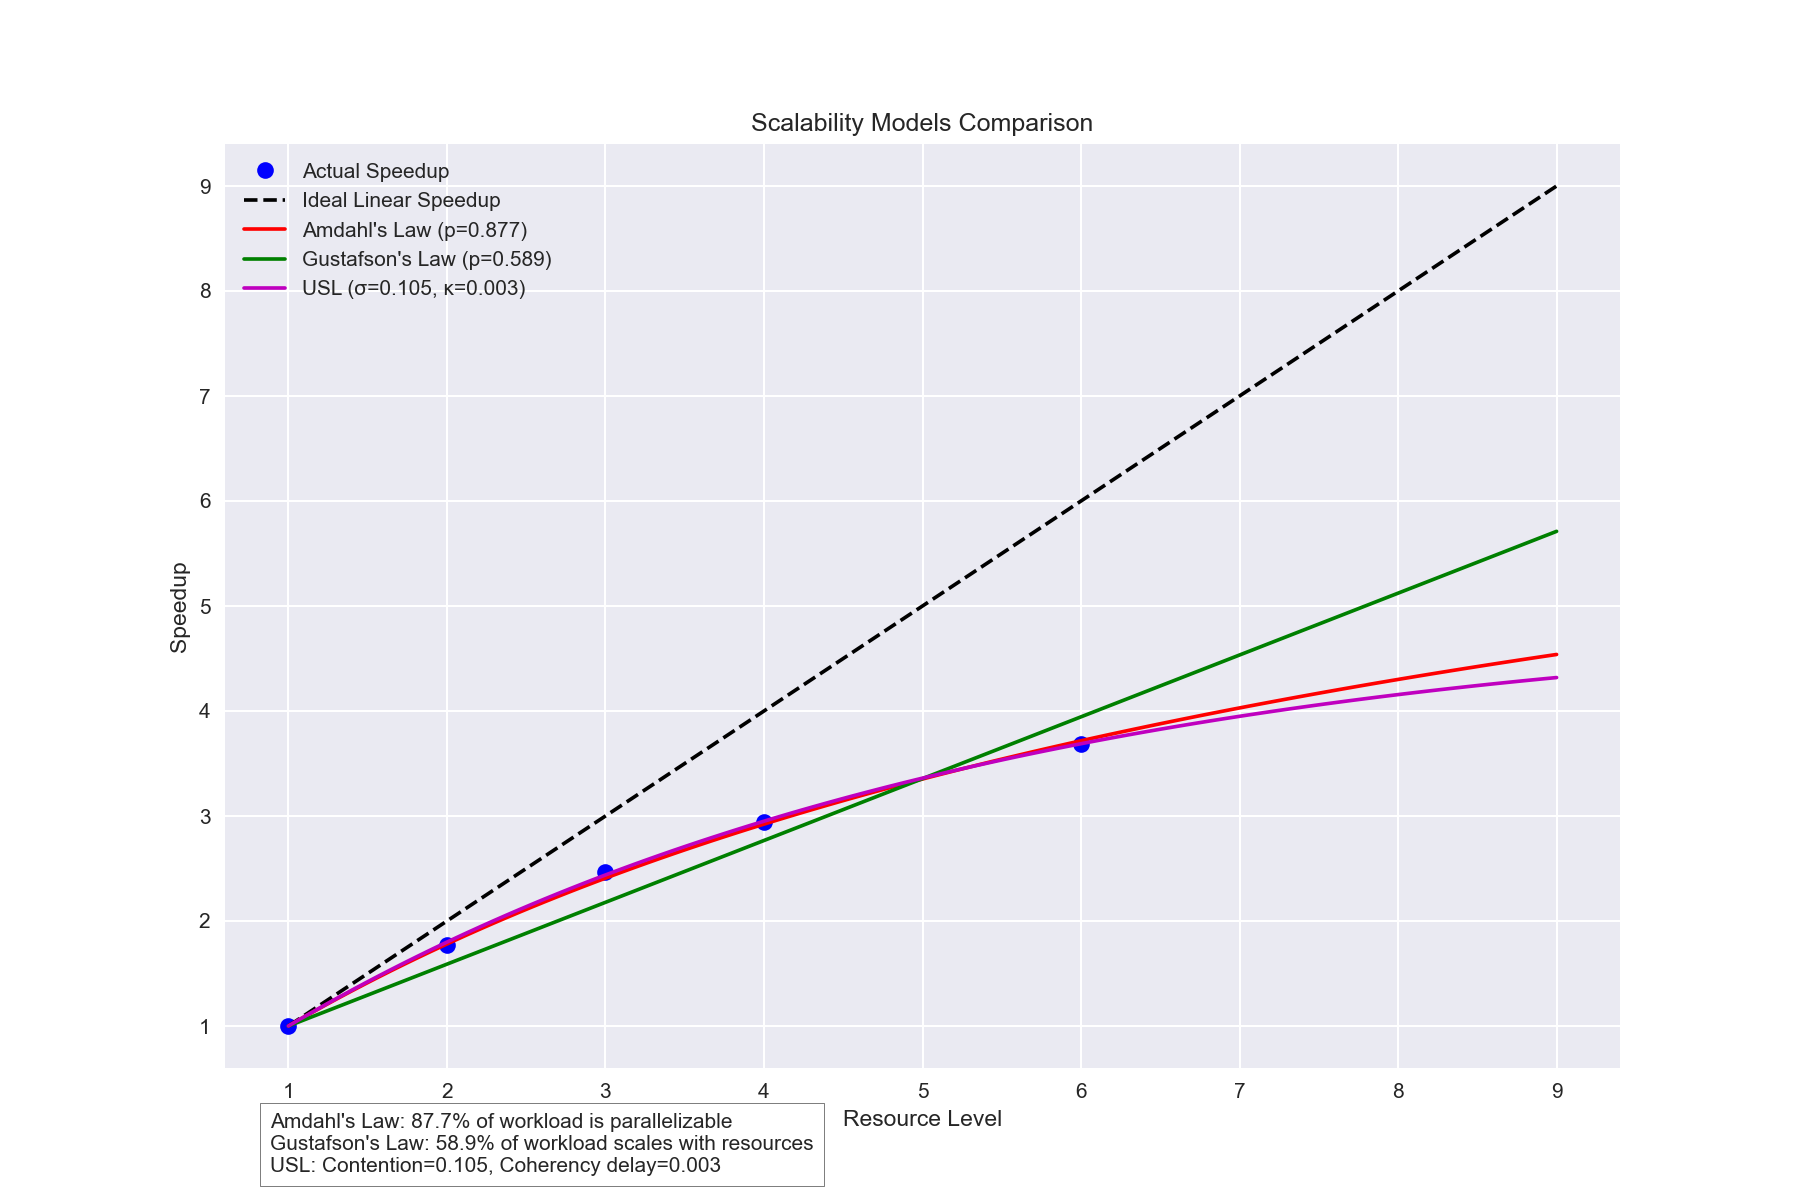 Scalability Models Comparison
Actual Speedup
Ideal Linear Speedup
Amdahl's Law (p=0.877)
Gustafson's Law (p=0.589)
USL (σ=0.105, κ=0.003)
9
8
7
6
5
4
3
2
1
Speedup
1 2 3 4 5 6 7 8 9
Resource Level
Amdahl's Law: 87.7% of workload is parallelizable
Gustafson's Law: 58.9% of workload scales with resources
USL: Contention=0.105, Coherency delay=0.003